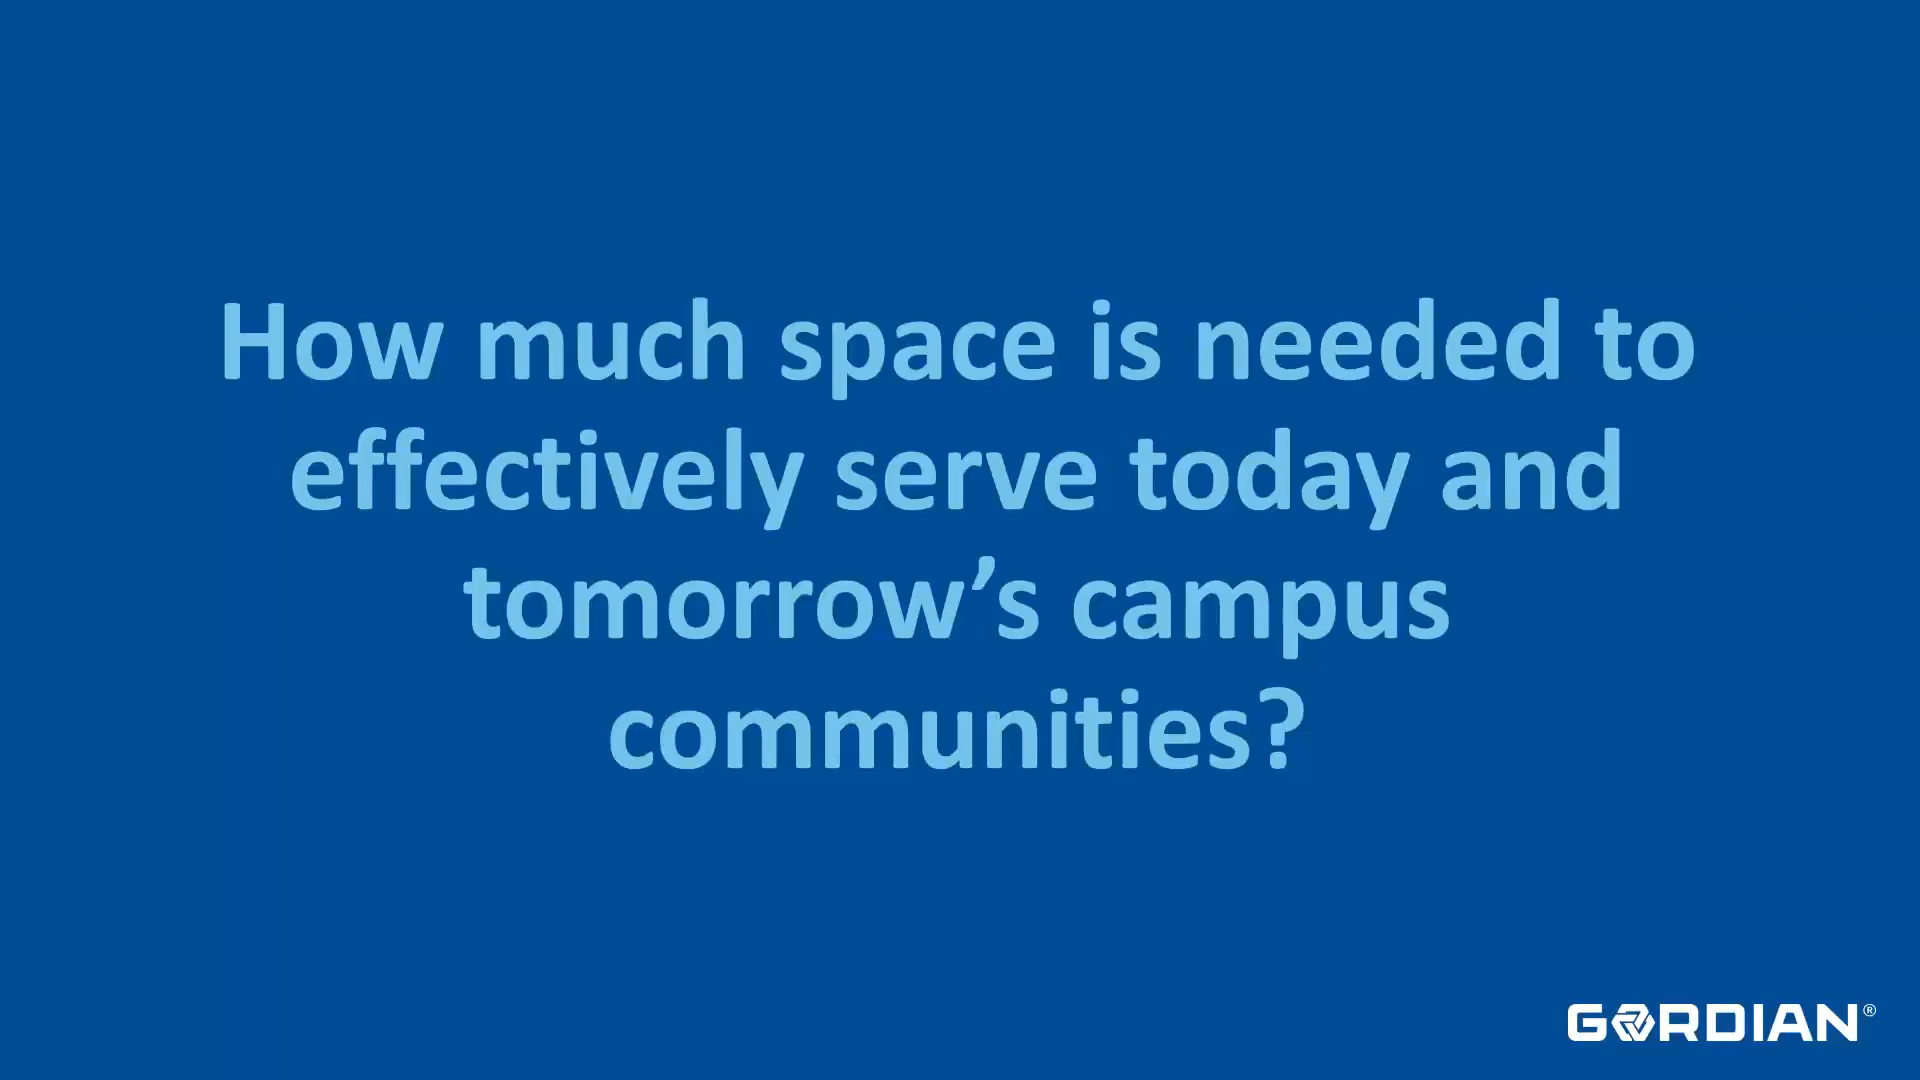 How much space is needed to
effectively serve today and
tomorrow’s campus
communities?
GORDIAN®